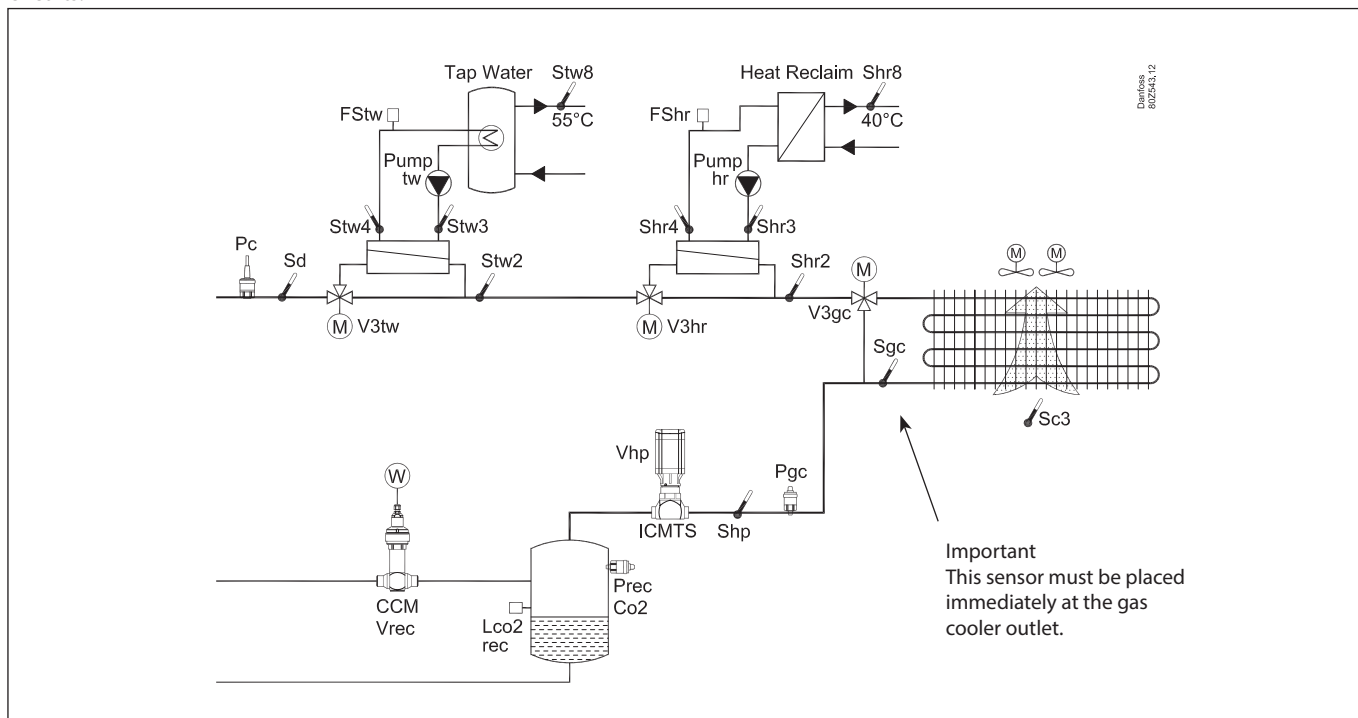 Tap Water
Stw8
Heat Reclaim
Shr8
Danfoss
80Z543.12
FStw
55°C
FShr
40°C
Pump
tw
Pump
hr
Stw4
Stw3
Shr4
Shr3
Pc
Sd
Stw2
Shr2
M
M
M
V3gc
M
V3tw
M
V3hr
Sgc
Sc3
Vhp
Pgc
W
ICMTS
Shp
Important
This sensor must be placed
immediately at the gas
cooler outlet.
Prec
Co2
CCM
Vrec
Lco2
rec